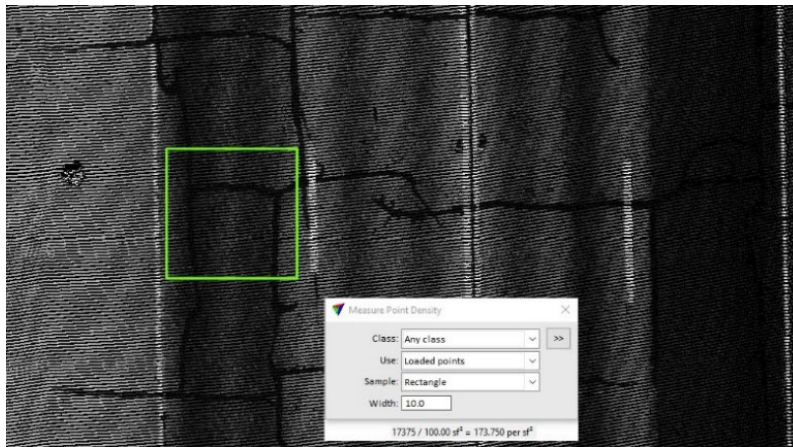 Measure Point Density
Class: Any class >>
Use: Loaded points
Sample: Rectangle
Width: 10.0
17375 / 100.00 sf² = 173.750 per sf²